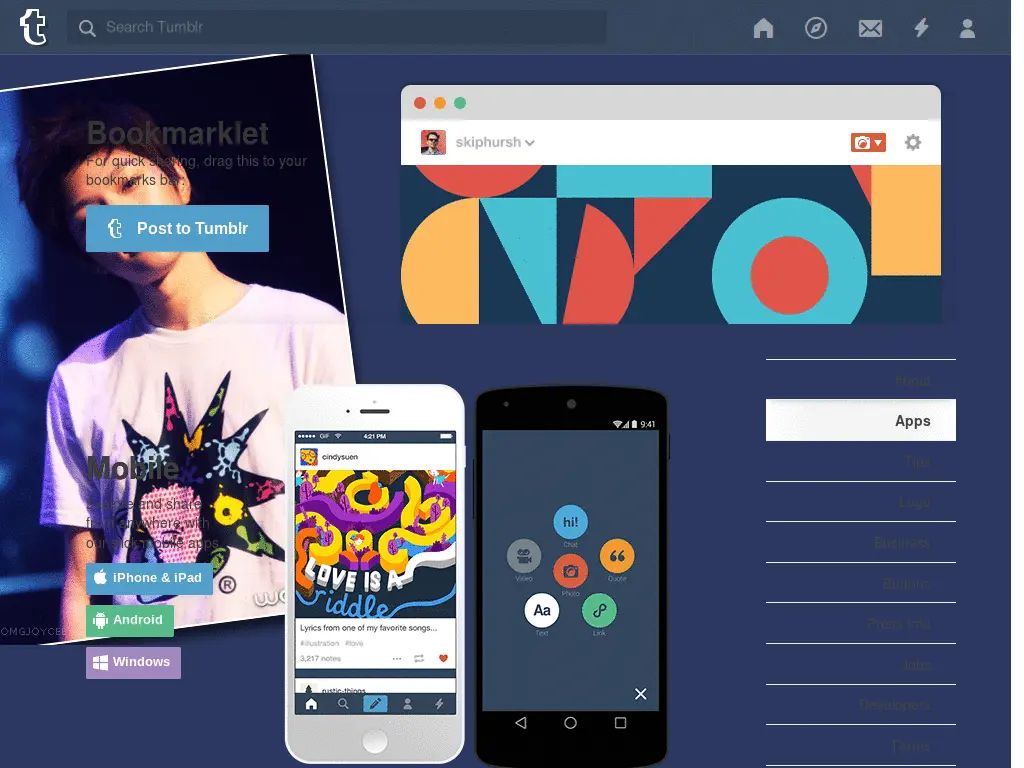 Search Tumblr
Bookmarklet
For quick sharing, drag this to your
bookmarks bar:
Post to Tumblr
skiphursh
About
Apps
Tips
Logo
Business
Buttons
Press Info
Jobs
Developers
Terms
Mobile
and share
from anywhere with
our slick mobile apps.
iPhone & iPad
Android
Windows
®
OMGJOYCE
GIF
4:21 PM
cindysuen
LOVE IS A
riddle
Lyrics from one of my favorite songs...
#illustration #love
3,217 notes
rustic-things
9:41
hi!
Chat
Video
Quote
Photo
Aa
Text
Link